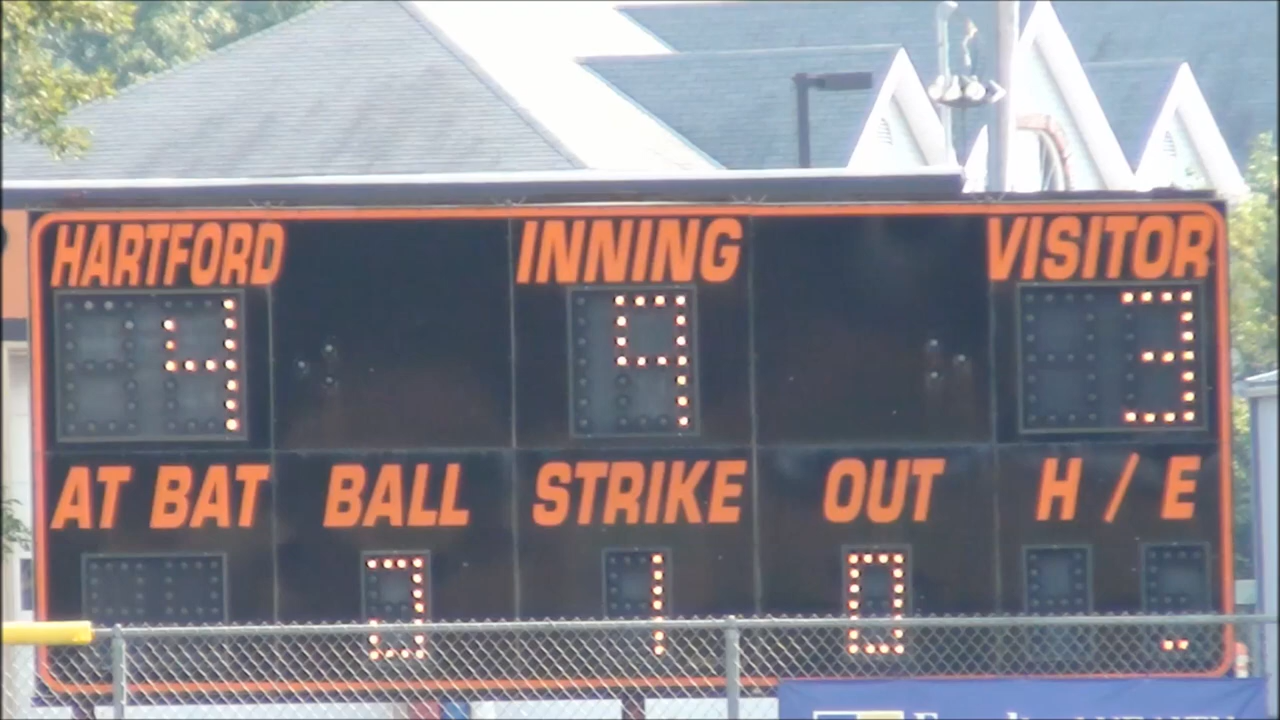 HARTFORD INNING VISITOR
4 9 3
AT BAT BALL STRIKE OUT H / E
0 1 0